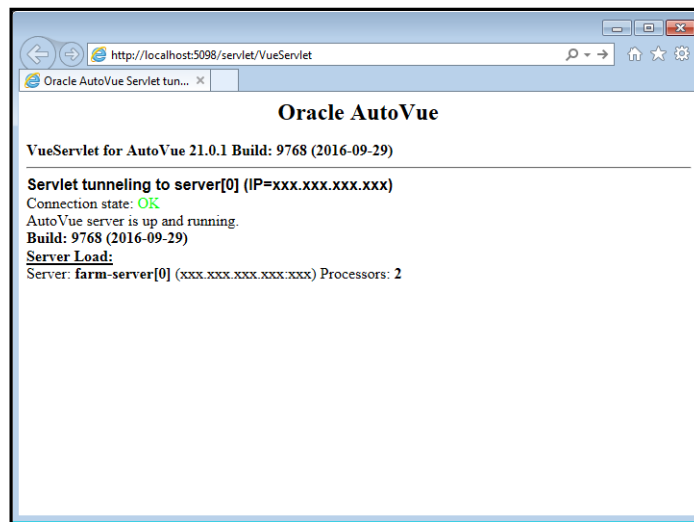 http://localhost:5098/servlet/VueServlet
Oracle AutoVue Servlet tun...
Oracle AutoVue
VueServlet for AutoVue 21.0.1 Build: 9768 (2016-09-29)
Servlet tunneling to server[0] (IP=xxx.xxx.xxx.xxx)
Connection state: OK
AutoVue server is up and running.
Build: 9768 (2016-09-29)
Server Load:
Server: farm-server[0] (xxx.xxx.xxx.xxx:xxx) Processors: 2